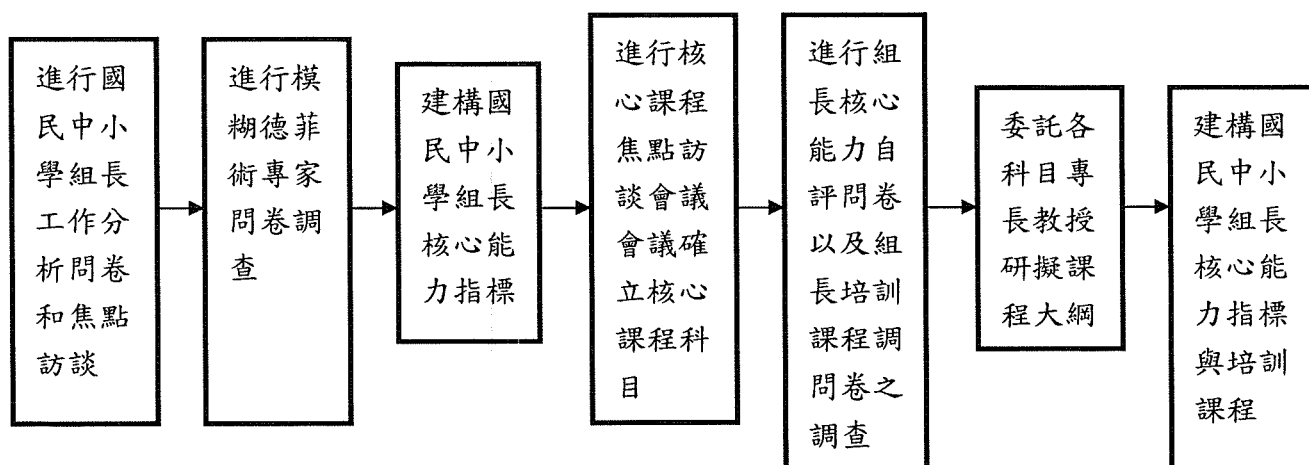 進行國
民中小
學組長
工作分
析問卷
和焦點
訪談
進行模
糊德菲
術專家
問卷調
查
建構國
民中小
學組長
核心能
力指標
進行核
心課程
焦點訪
談會議
會議確
立核心
課程科
目
進行組
長核心
能力自
評問卷
以及組
長培訓
課程調
問卷之
調查
委託各
科目專
長教授
研擬課
程大綱
建構國
民中小
學組長
核心能
力指標
與培訓
課程